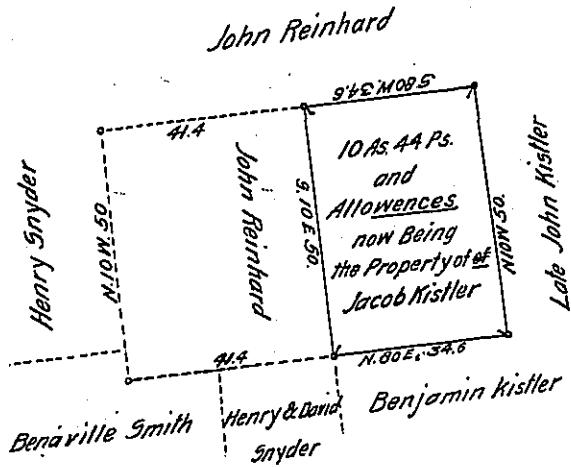 John Reinhard
S.80W.34.6
41.4
10 As. 44 Ps.
and
Allowences
now Being
the Property of of
Jacob Kistler
John Reinhard
S.10E.50.
Henry Snyder
N.10W.50
N10W.50
Late John Kistler
41.4
N.80E.34.6
Benaville Smith
Henry & David
Snyder
Benjamin Kistler